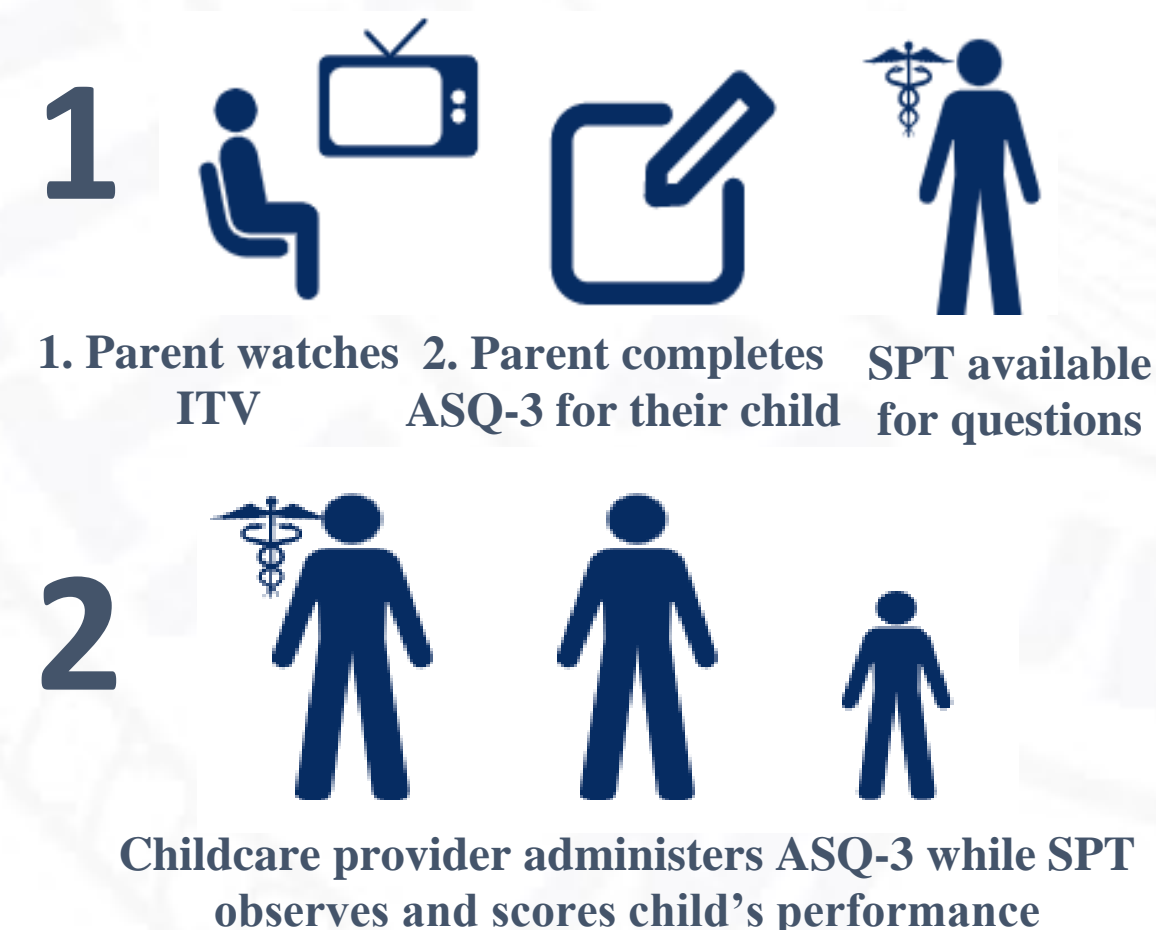 1
1. Parent watches
ITV
2. Parent completes
ASQ-3 for their child
SPT available
for questions
2
Childcare provider administers ASQ-3 while SPT
observes and scores child’s performance